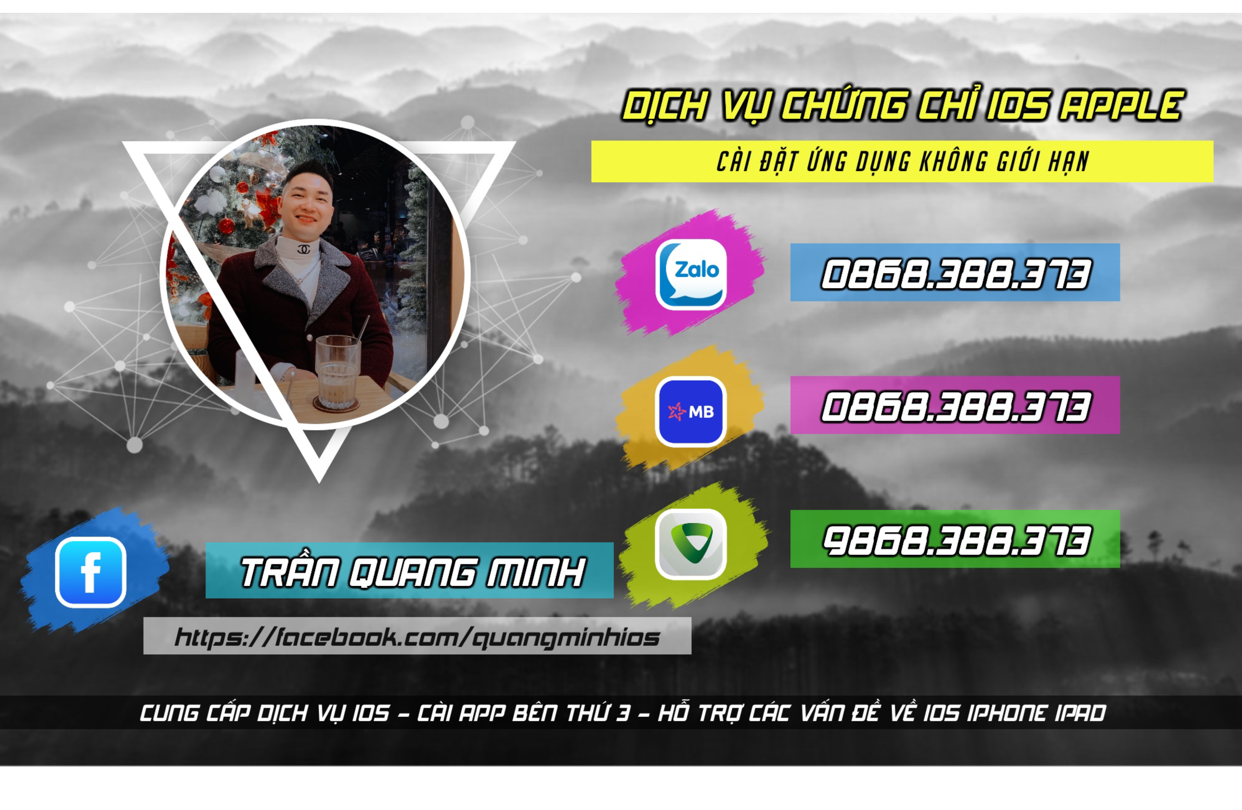 DỊCH VỤ CHỨNG CHỈ IOS APPLE
CÀI ĐẶT ỨNG DỤNG KHÔNG GIỚI HẠN
Zalo
0868.388.373
MB
0868.388.373
9868.388.373
f
TRẦN QUANG MINH
https://facebook.com/quangminhios
CUNG CẤP DỊCH VỤ IOS - CÀI APP BÊN THỨ 3 - HỖ TRỢ CÁC VẤN ĐỀ VỀ IOS IPHONE IPAD